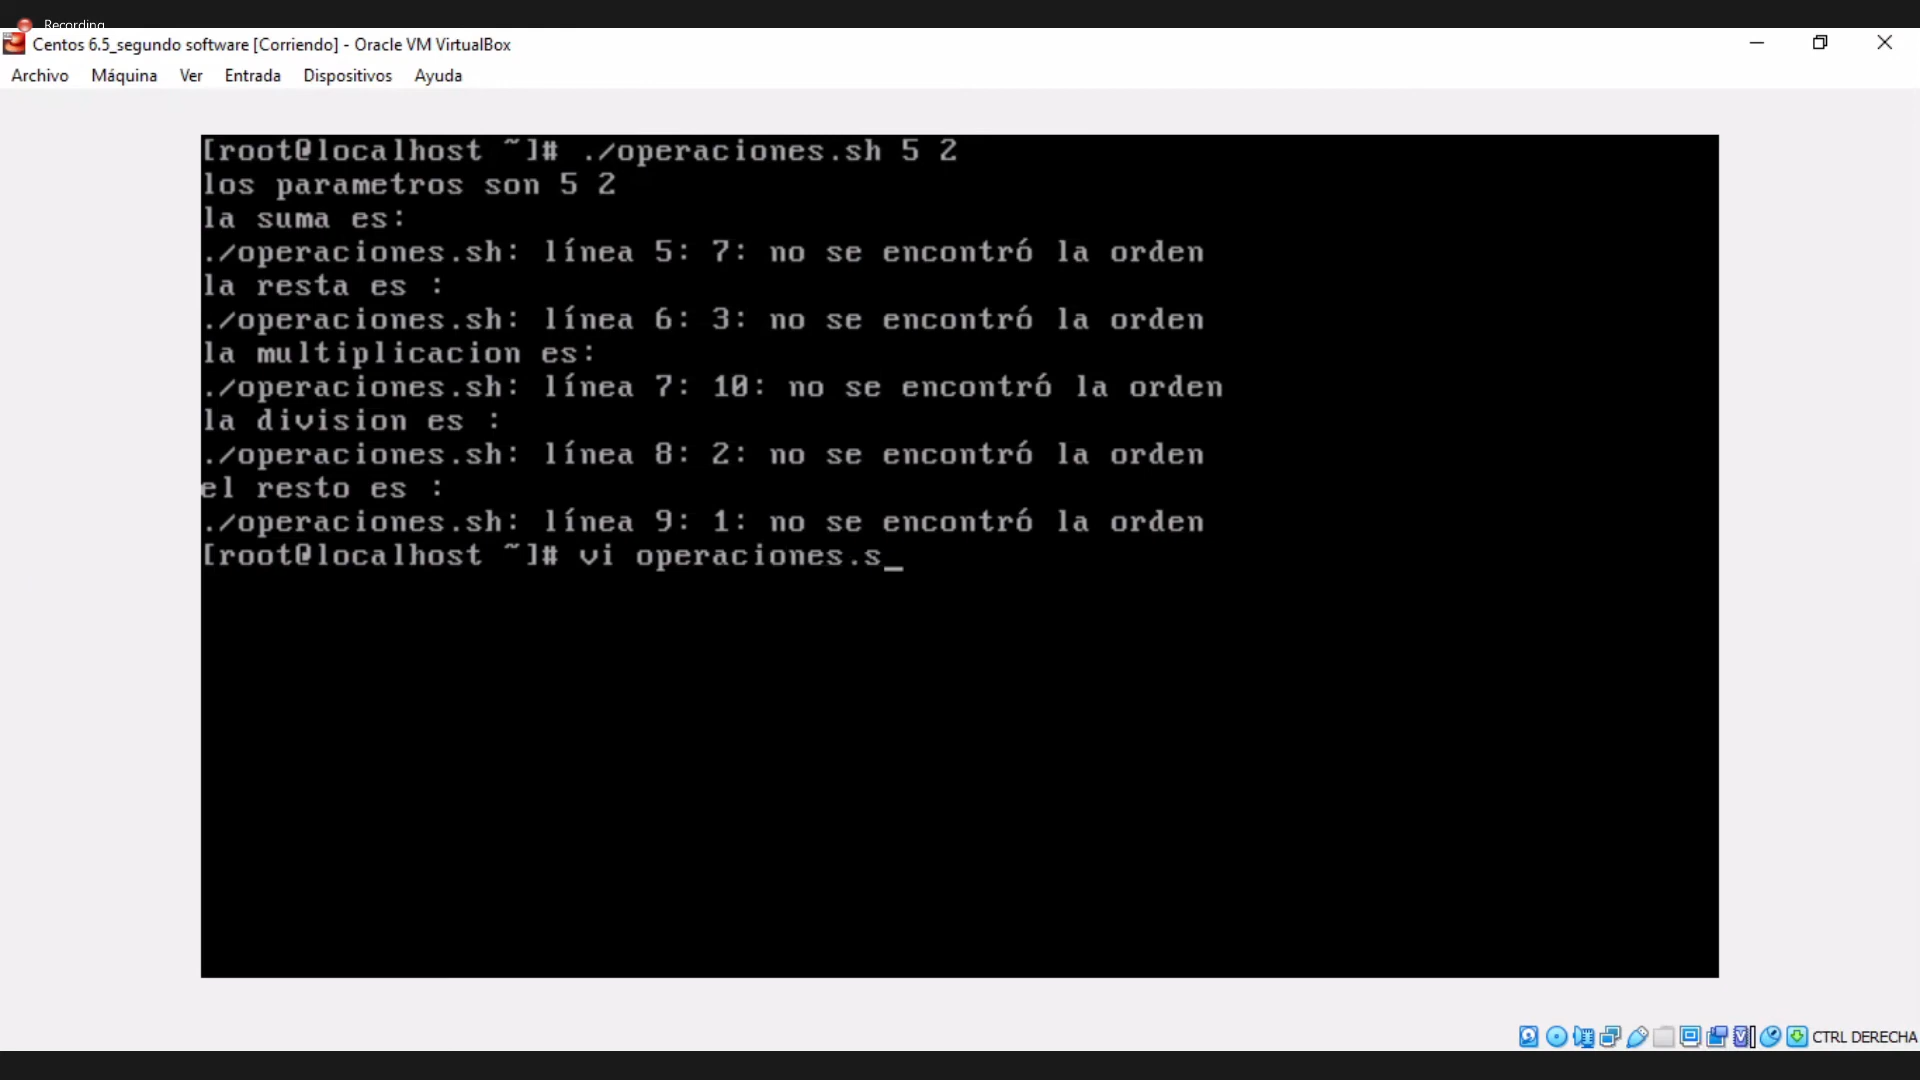 Recording
Centos 6.5_segundo software [Corriendo] - Oracle VM VirtualBox
Archivo Máquina Ver Entrada Dispositivos Ayuda
[root@localhost ~]# ./operaciones.sh 5 2
los parametros son 5 2
la suma es:
./operaciones.sh: línea 5: 7: no se encontró la orden
la resta es :
./operaciones.sh: línea 6: 3: no se encontró la orden
la multiplicacion es:
./operaciones.sh: línea 7: 10: no se encontró la orden
la division es :
./operaciones.sh: línea 8: 2: no se encontró la orden
el resto es :
./operaciones.sh: línea 9: 1: no se encontró la orden
[root@localhost ~]# vi operaciones.s_
CTRL DERECHA